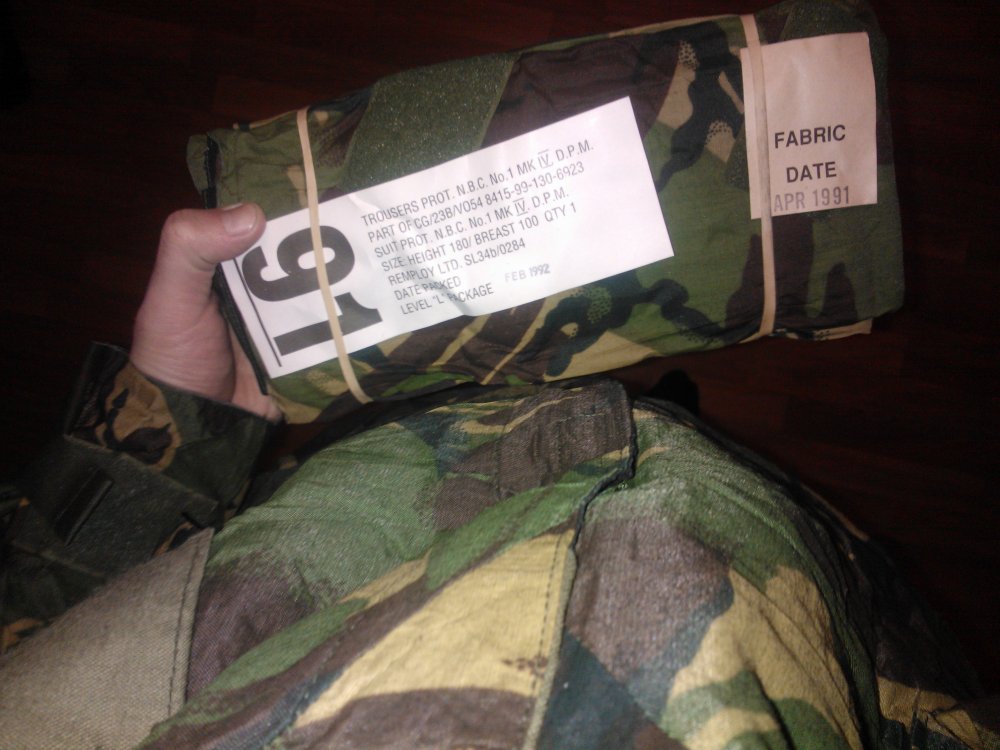 16
TROUSERS PROT. N.B.C. No.1 MK IV. D.P.M.
PART OF CG/23B/VO54 8415-99-130-6923
SUIT PROT. N.B.C. No.1 MK IV. D.P.M.
SIZE HEIGHT 180/ BREAST 100 QTY 1
REMPLOY LTD. SL34b/0284
DATE PACKED FEB 1992
LEVEL "L" PACKAGE
FABRIC
DATE
APR 1991